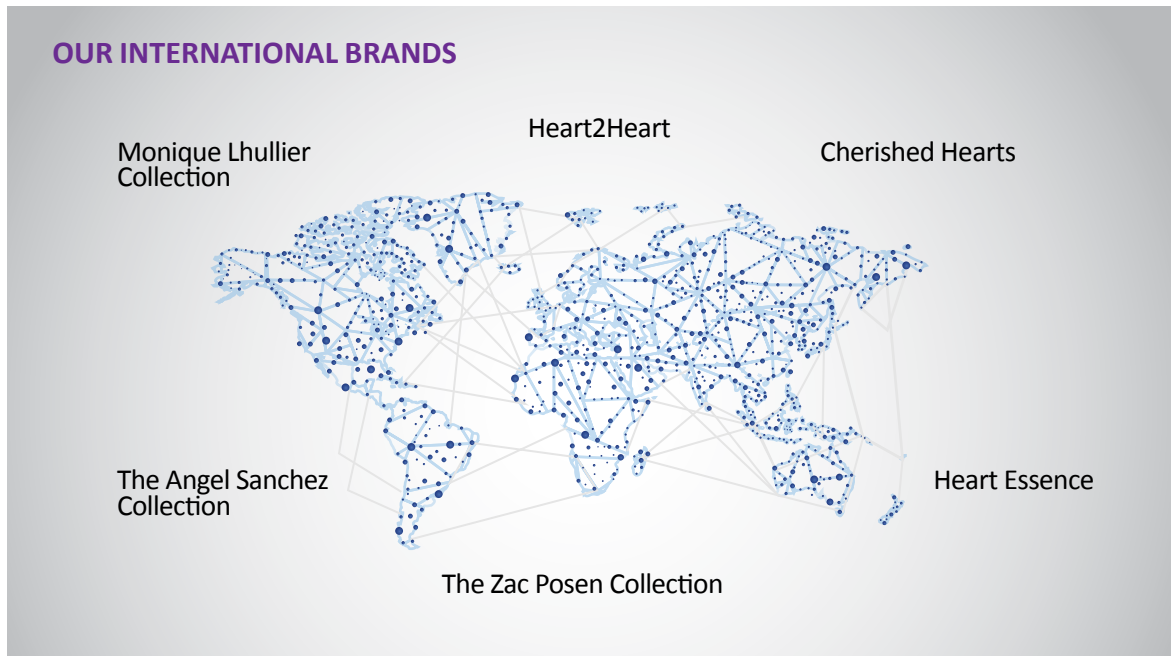 OUR INTERNATIONAL BRANDS
Heart2Heart
Monique Lhullier
Collection
Cherished Hearts
The Angel Sanchez
Collection
Heart Essence
The Zac Posen Collection